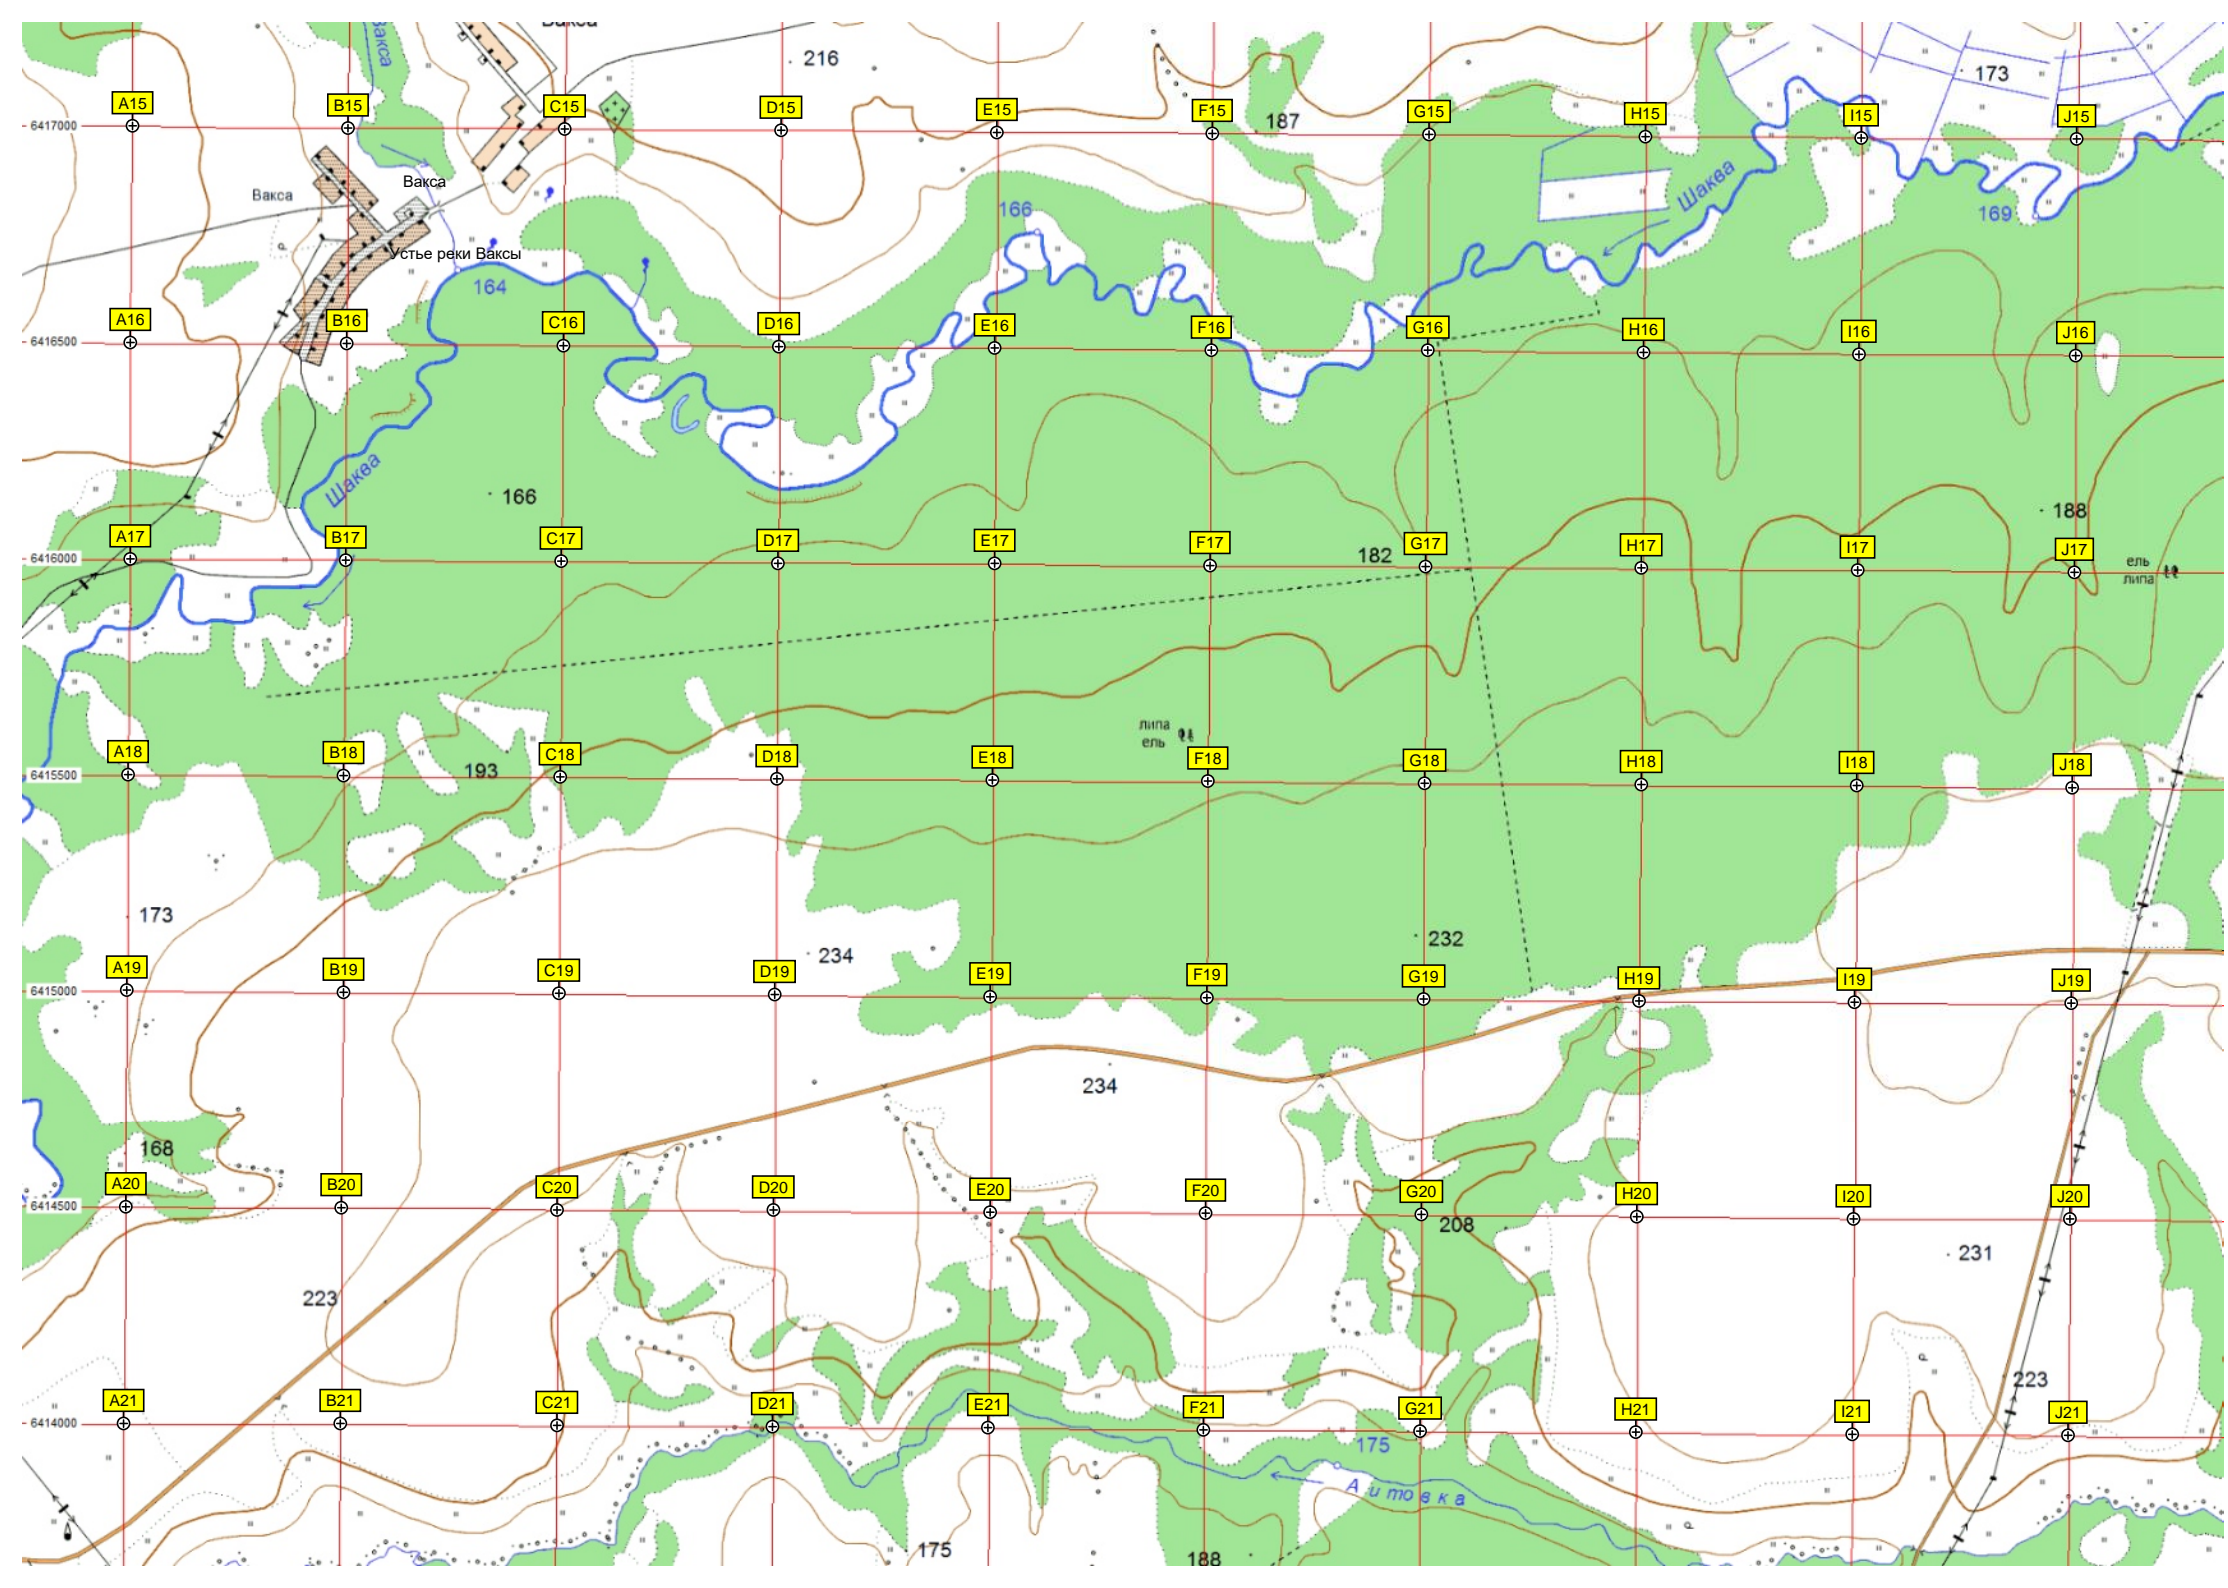 Вакса
Вакса
216
173
A15
B15
C15
D15
E15
F15
G15
H15
I15
J15
6417000
187
Вакса
Вакса
Шаква
166
169
Устье реки Ваксы
164
A16
B16
C16
D16
E16
F16
G16
H16
I16
J16
6416500
Шаква
166
188
A17
B17
C17
D17
E17
F17
182
G17
H17
I17
J17
6416000
ель
липа
липа
ель
A18
B18
193
C18
D18
E18
F18
G18
H18
I18
J18
6415500
173
234
232
A19
B19
C19
D19
E19
F19
G19
H19
I19
J19
6415000
234
168
A20
B20
C20
D20
E20
F20
G20
H20
I20
J20
6414500
208
231
223
223
A21
B21
C21
D21
E21
F21
G21
H21
I21
J21
6414000
175
Аитовка
175
188